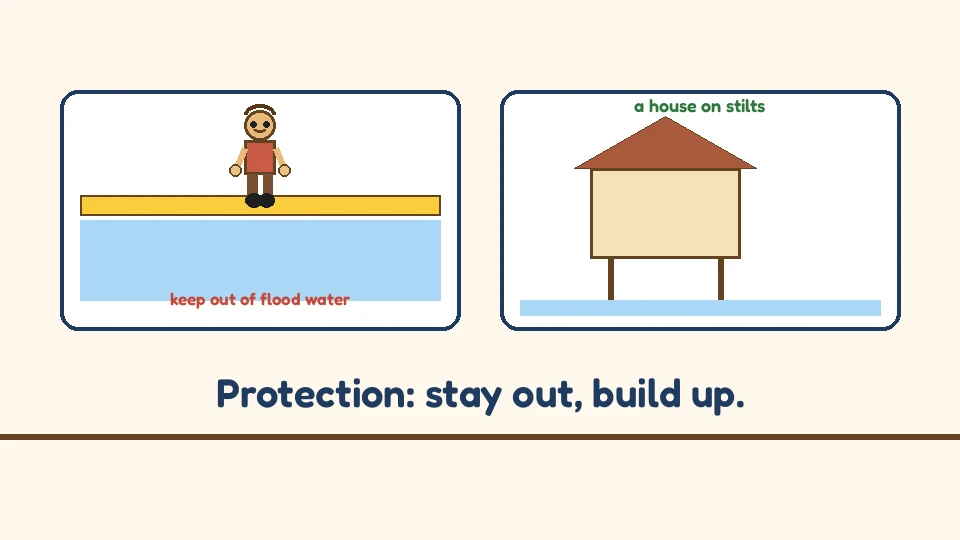 a house on stilts
keep out of flood water
Protection: stay out, build up.